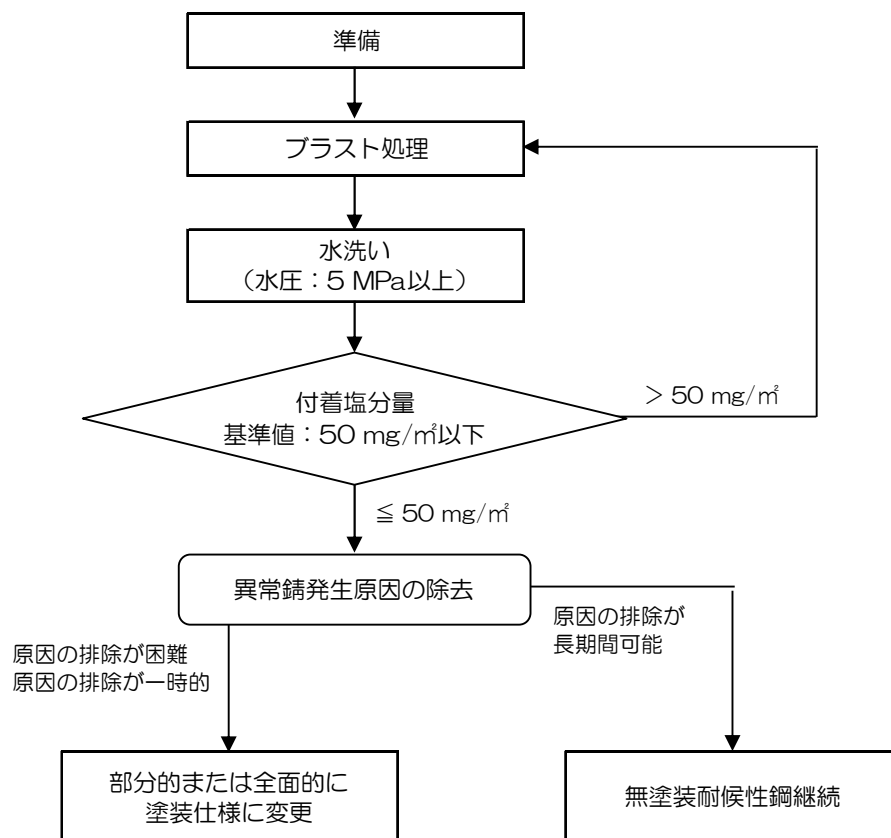 準備
ブラスト処理
水洗い
（水圧：5 MPa以上）
付着塩分量
基準値：50 mg/㎡以下
＞50 mg/㎡
≦ 50 mg/㎡
異常錆発生原因の除去
原因の排除が
長期間可能
原因の排除が困難
原因の排除が一時的
部分的または全面的に
塗装仕様に変更
無塗装耐候性鋼継続